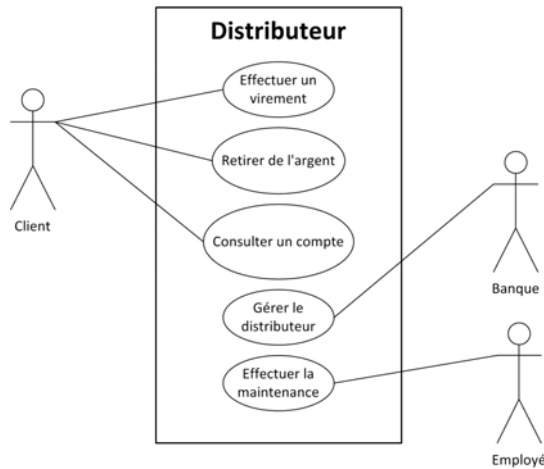 Distributeur
Effectuer un
virement
Retirer de l'argent
Client
Consulter un compte
Banque
Gérer le
distributeur
Effectuer la
maintenance
Employé